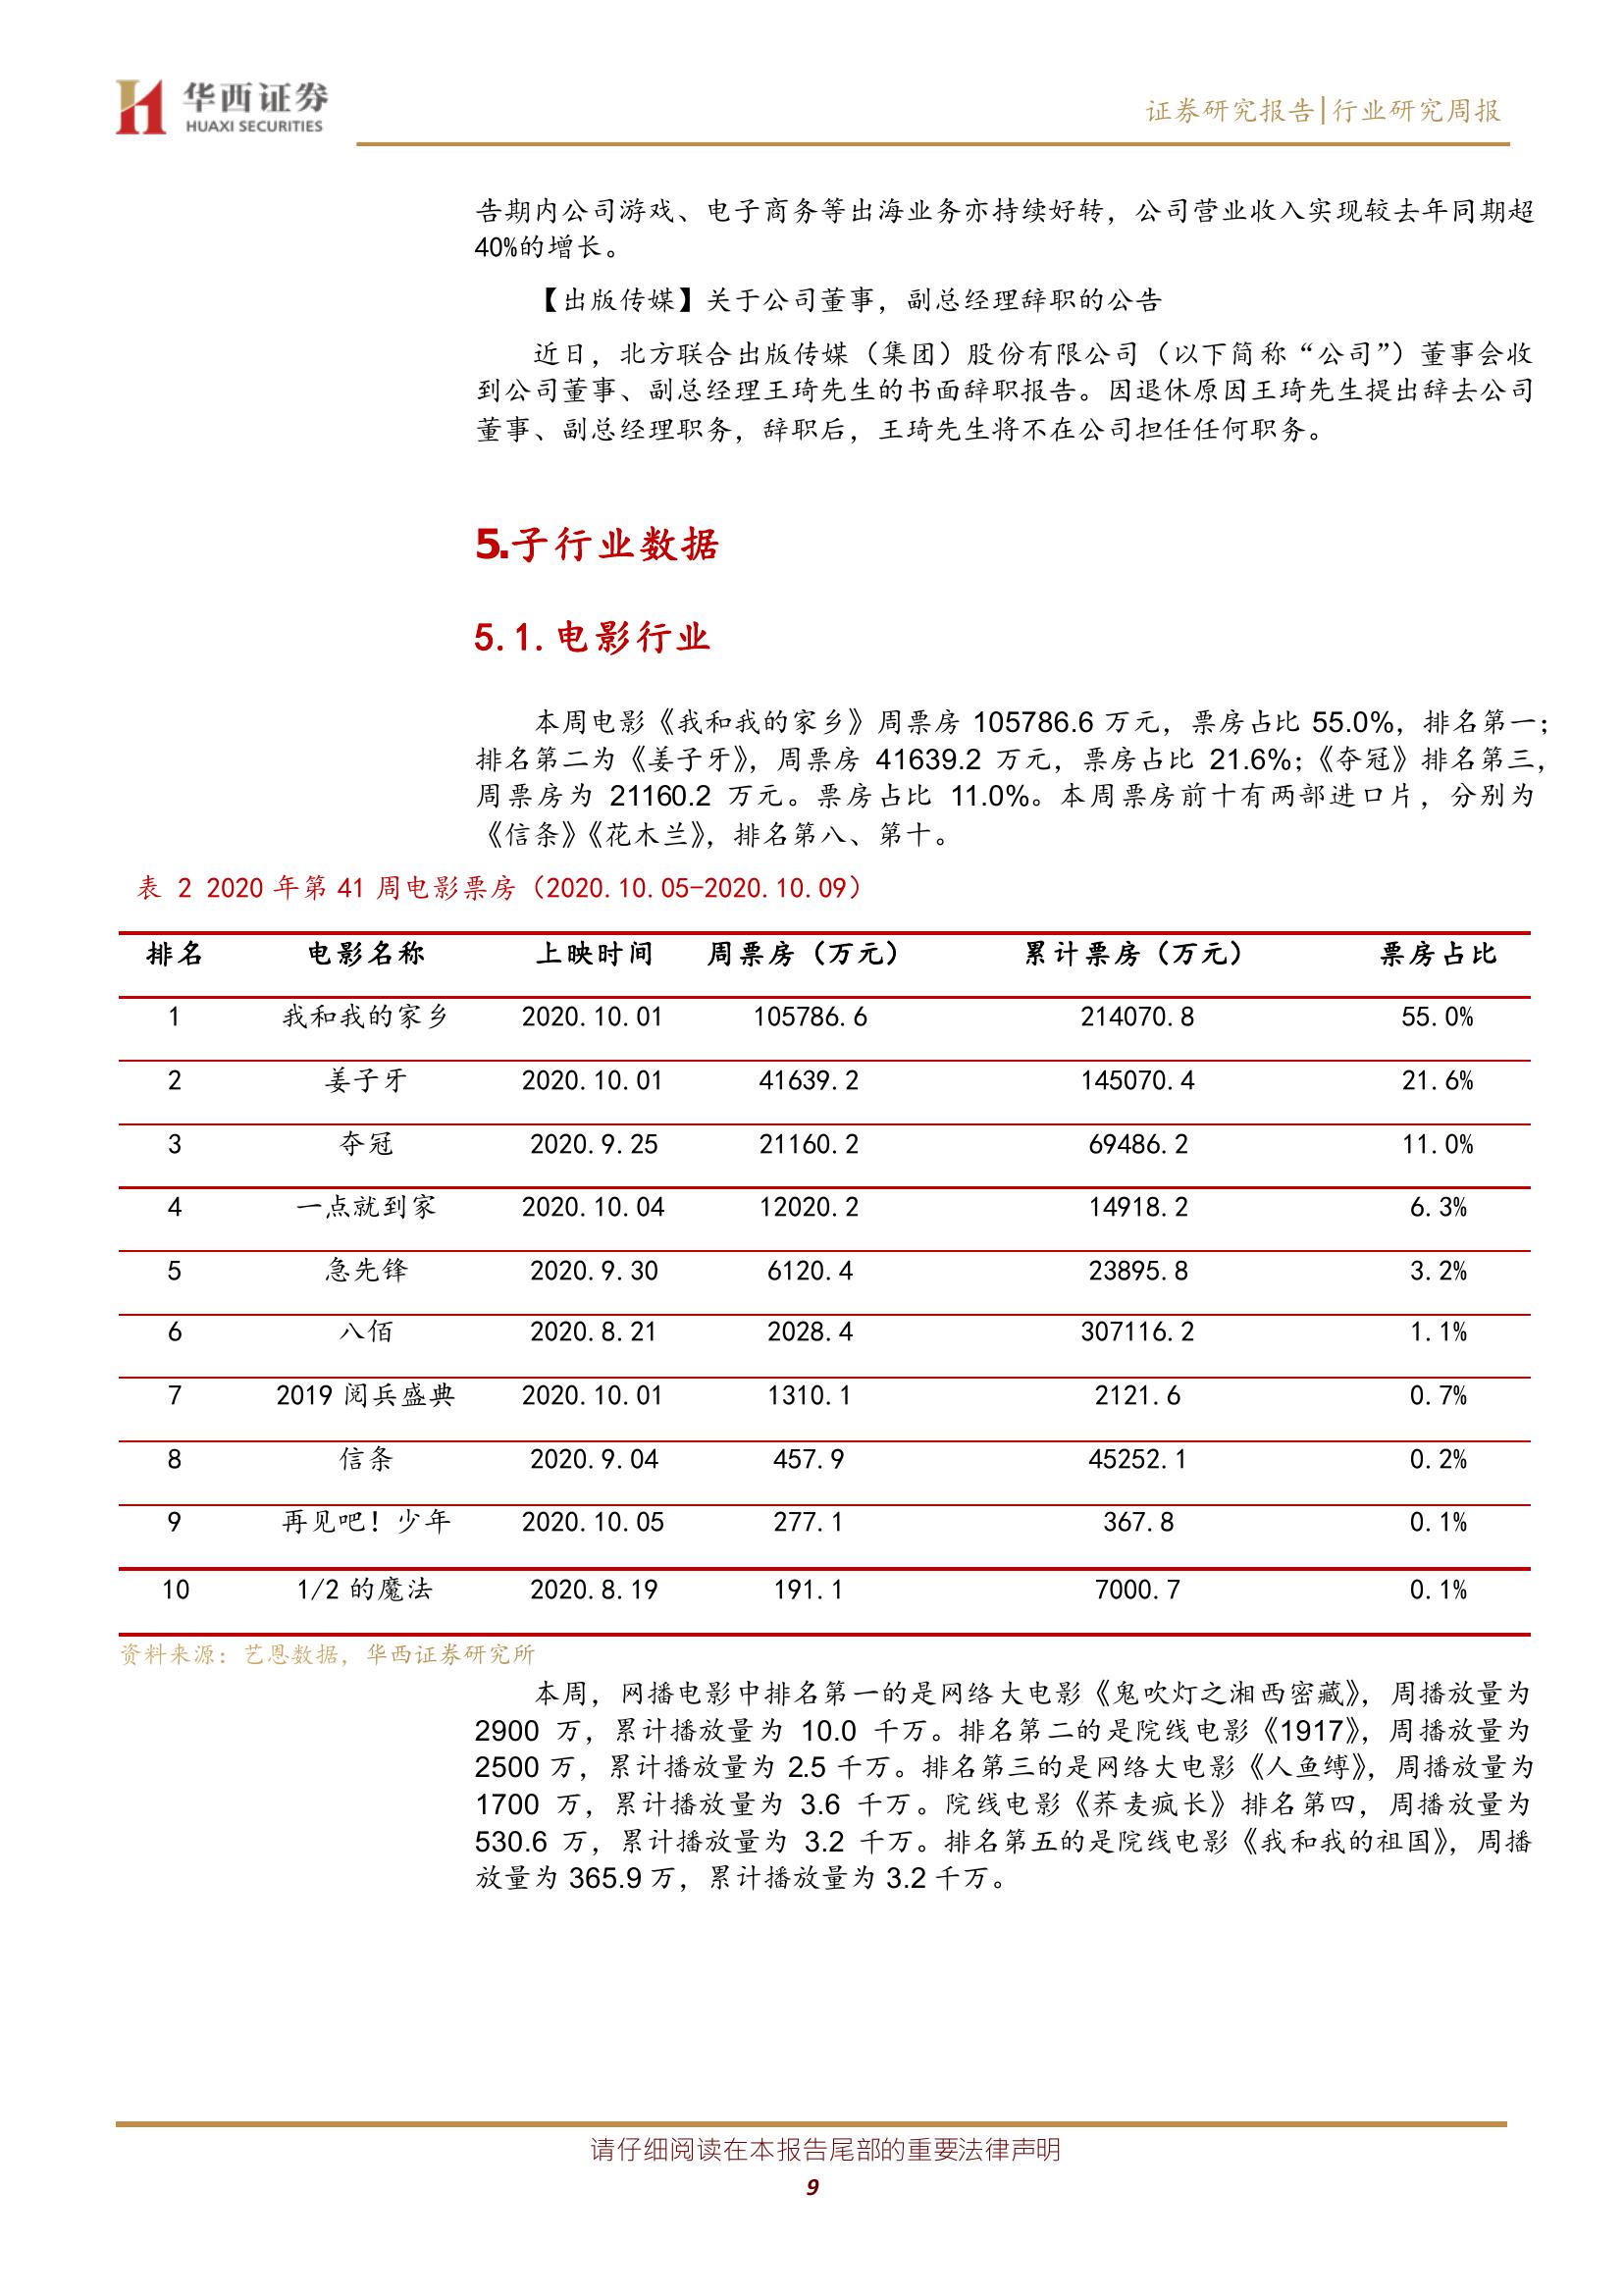 华西证券
HUAXI SECURITIES
证券研究报告|行业研究周报
告期内公司游戏、电子商务等出海业务亦持续好转，公司营业收入实现较去年同期超
40%的增长。
【出版传媒】关于公司董事，副总经理辞职的公告
近日，北方联合出版传媒（集团）股份有限公司（以下简称“公司”）董事会收
到公司董事、副总经理王琦先生的书面辞职报告。因退休原因王琦先生提出辞去公司
董事、副总经理职务，辞职后，王琦先生将不在公司担任任何职务。
5.子行业数据
5.1.电影行业
本周电影《我和我的家乡》周票房 105786.6 万元，票房占比 55.0%，排名第一；
排名第二为《姜子牙》，周票房 41639.2 万元，票房占比 21.6%；《夺冠》排名第三，
周票房为 21160.2 万元。票房占比 11.0%。本周票房前十有两部进口片，分别为
《信条》《花木兰》，排名第八、第十。
表 2 2020 年第 41 周电影票房（2020.10.05-2020.10.09）
排名 电影名称 上映时间 周票房（万元） 累计票房（万元） 票房占比
1 我和我的家乡 2020.10.01 105786.6 214070.8 55.0%
2 姜子牙 2020.10.01 41639.2 145070.4 21.6%
3 夺冠 2020.9.25 21160.2 69486.2 11.0%
4 一点就到家 2020.10.04 12020.2 14918.2 6.3%
5 急先锋 2020.9.30 6120.4 23895.8 3.2%
6 八佰 2020.8.21 2028.4 307116.2 1.1%
7 2019 阅兵盛典 2020.10.01 1310.1 2121.6 0.7%
8 信条 2020.9.04 457.9 45252.1 0.2%
9 再见吧！少年 2020.10.05 277.1 367.8 0.1%
10 1/2 的魔法 2020.8.19 191.1 7000.7 0.1%
资料来源：艺恩数据，华西证券研究所
本周，网播电影中排名第一的是网络大电影《鬼吹灯之湘西密藏》，周播放量为
2900 万，累计播放量为 10.0 千万。排名第二的是院线电影《1917》，周播放量为
2500 万，累计播放量为 2.5 千万。排名第三的是网络大电影《人鱼缚》，周播放量为
1700 万，累计播放量为 3.6 千万。院线电影《荞麦疯长》排名第四，周播放量为
530.6 万，累计播放量为 3.2 千万。排名第五的是院线电影《我和我的祖国》，周播
放量为 365.9 万，累计播放量为 3.2 千万。
请仔细阅读在本报告尾部的重要法律声明
9